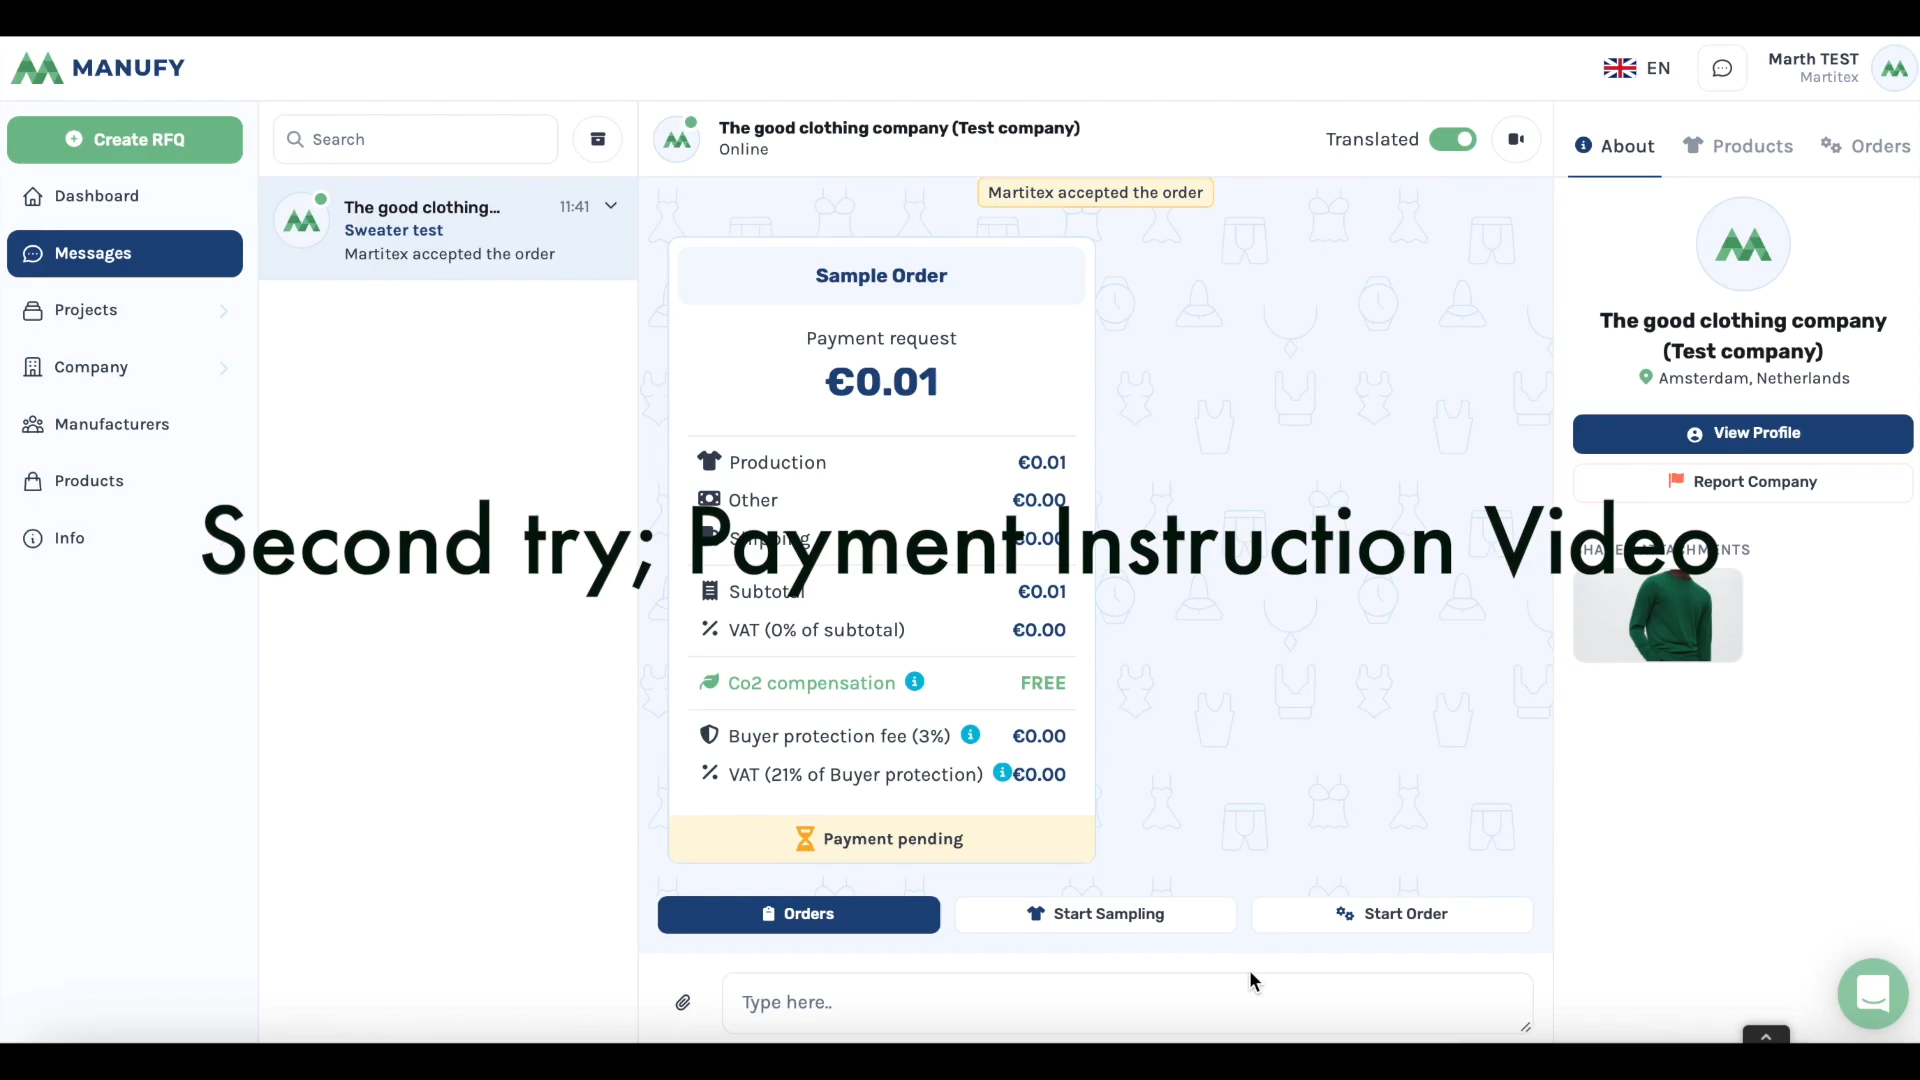 MANUFY
EN
Marth TEST
Martitex
Create RFQ
Dashboard
Messages
Projects
Company
Manufacturers
Products
Info
Search
The good clothing...
11:41
Sweater test
Martitex accepted the order
The good clothing company (Test company)
Online
Translated
Martitex accepted the order
Sample Order
Payment request
€0.01
Production €0.01
Other €0.00
Shipping €0.00
Second try; Payment Instruction Video
Subtotal €0.01
VAT (0% of subtotal) €0.00
Co2 compensation FREE
Buyer protection fee (3%) €0.00
VAT (21% of Buyer protection) €0.00
Payment pending
Orders
Start Sampling
Start Order
Type here..
About
Products
Orders
The good clothing company
(Test company)
Amsterdam, Netherlands
View Profile
Report Company
SHARED ATTACHMENTS